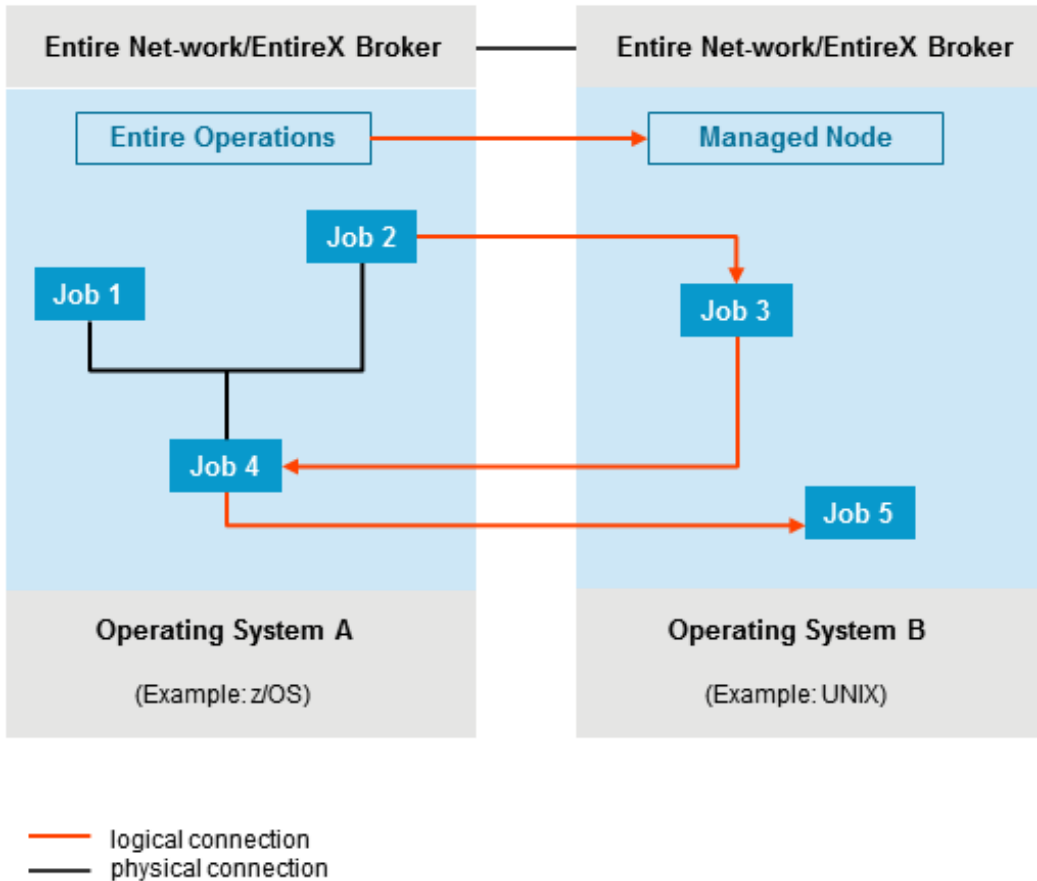 Entire Net-work/EntireX Broker
Entire Net-work/EntireX Broker
Entire Operations
Managed Node
Job 2
Job 1
Job 3
Job 4
Job 5
Operating System A
Operating System B
(Example: z/OS)
(Example: UNIX)
logical connection
physical connection